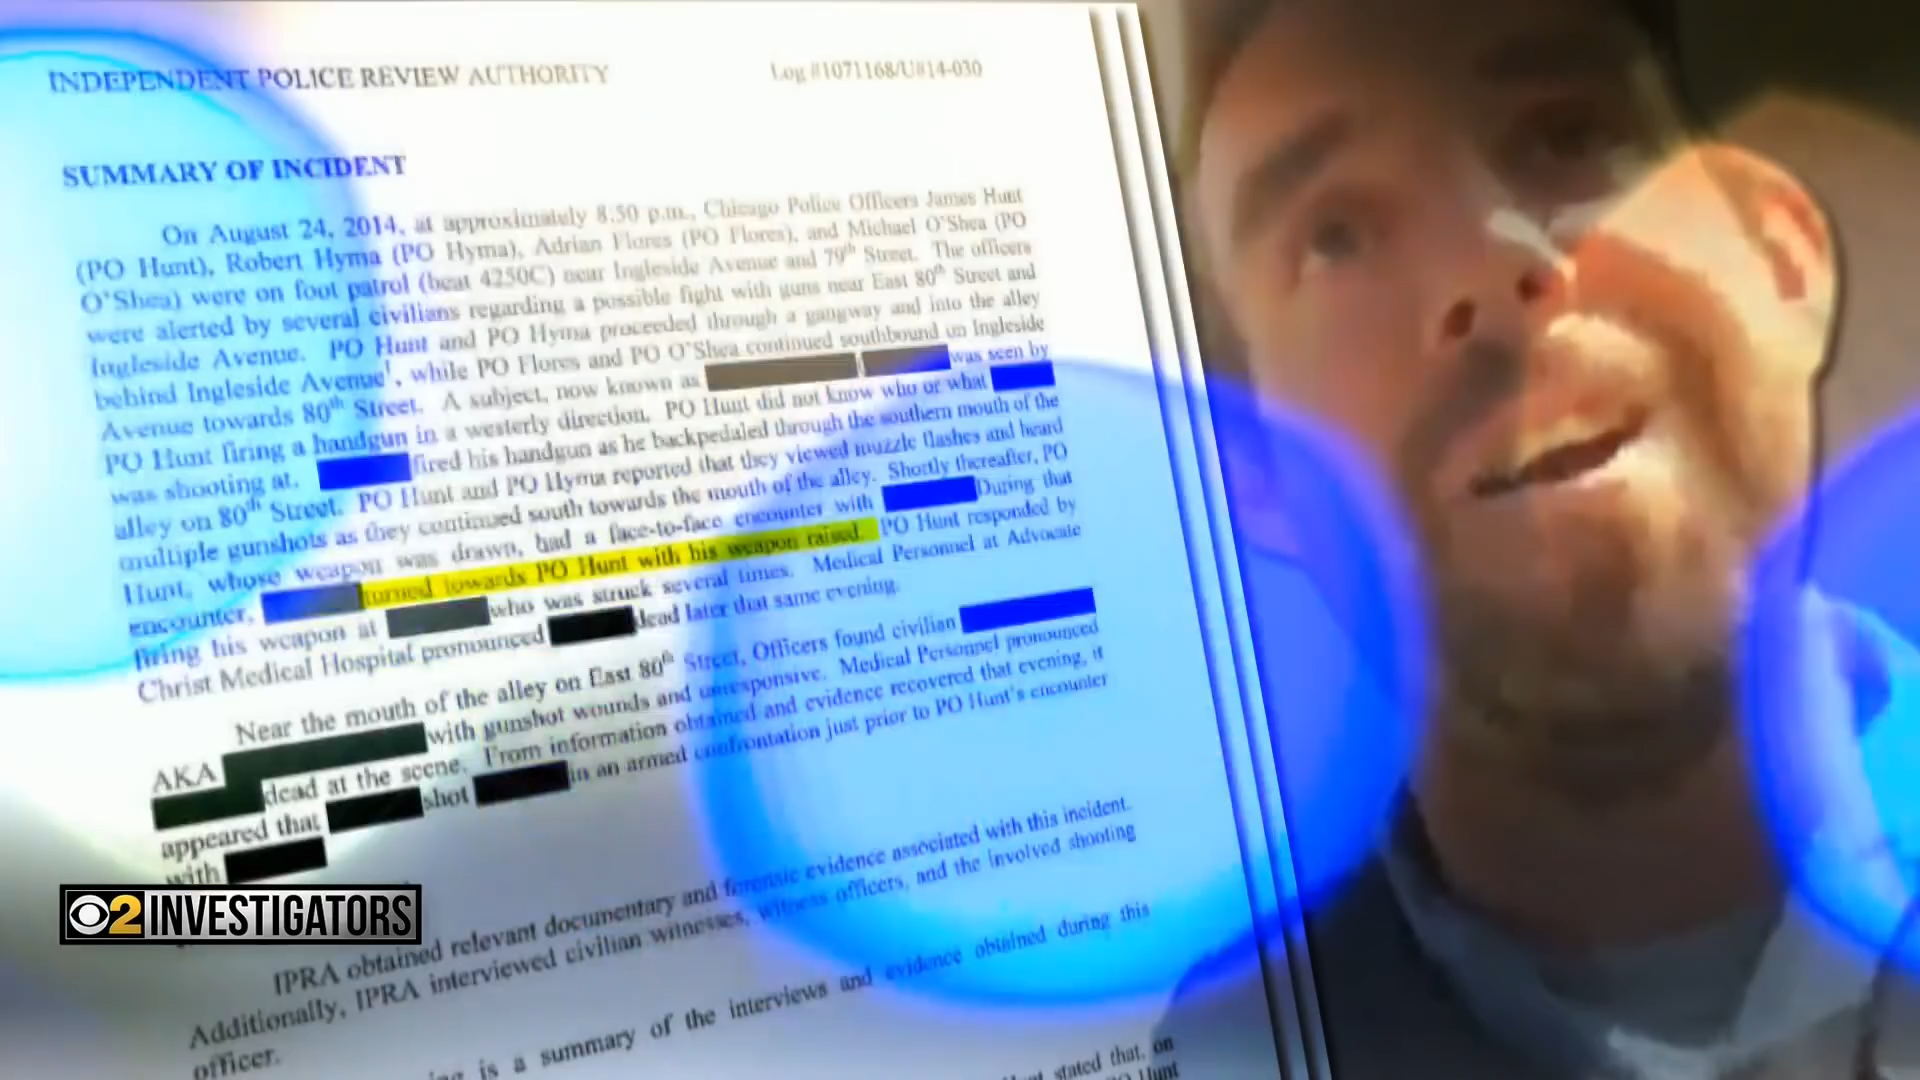 INDEPENDENT POLICE REVIEW AUTHORITY Log #1071168/U#14-030
SUMMARY OF INCIDENT
On August 24, 2014, at approximately 8:50 p.m., Chicago Police Officers James Hunt
(PO Hunt), Robert Hyma (PO Hyma), Adrian Flores (PO Flores), and Michael O'Shea (PO
O'Shea) were on foot patrol (beat 4250C) near Ingleside Avenue and 79th Street. The officers
were alerted by several civilians regarding a possible fight with guns near East 80th Street and
Ingleside Avenue. PO Hunt and PO Hyma proceeded through a gangway and into the alley
behind Ingleside Avenue1, while PO Flores and PO O'Shea continued southbound on Ingleside
Avenue towards 80th Street. A subject, now known as was seen by
PO Hunt firing a handgun in a westerly direction. PO Hunt did not know who or what
was shooting at. fired his handgun as he backpedaled through the southern mouth of the
alley on 80th Street. PO Hunt and PO Hyma reported that they viewed muzzle flashes and heard
multiple gunshots as they continued south towards the mouth of the alley. Shortly thereafter, PO
Hunt, whose weapon was drawn, had a face-to-face encounter with During that
encounter, turned towards PO Hunt with his weapon raised. PO Hunt responded by
firing his weapon at who was struck several times. Medical Personnel at Advocate
Christ Medical Hospital pronounced dead later that same evening.
Near the mouth of the alley on East 80th Street, Officers found civilian
AKA with gunshot wounds and unresponsive. Medical Personnel pronounced
dead at the scene. From information obtained and evidence recovered that evening, it
appeared that shot in an armed confrontation just prior to PO Hunt's encounter
with
IPRA obtained relevant documentary and forensic evidence associated with this incident.
Additionally, IPRA interviewed civilian witnesses, witness officers, and the involved shooting
officer.
is a summary of the interviews and evidence obtained during this
stated that, on
PO Hunt
2 INVESTIGATORS